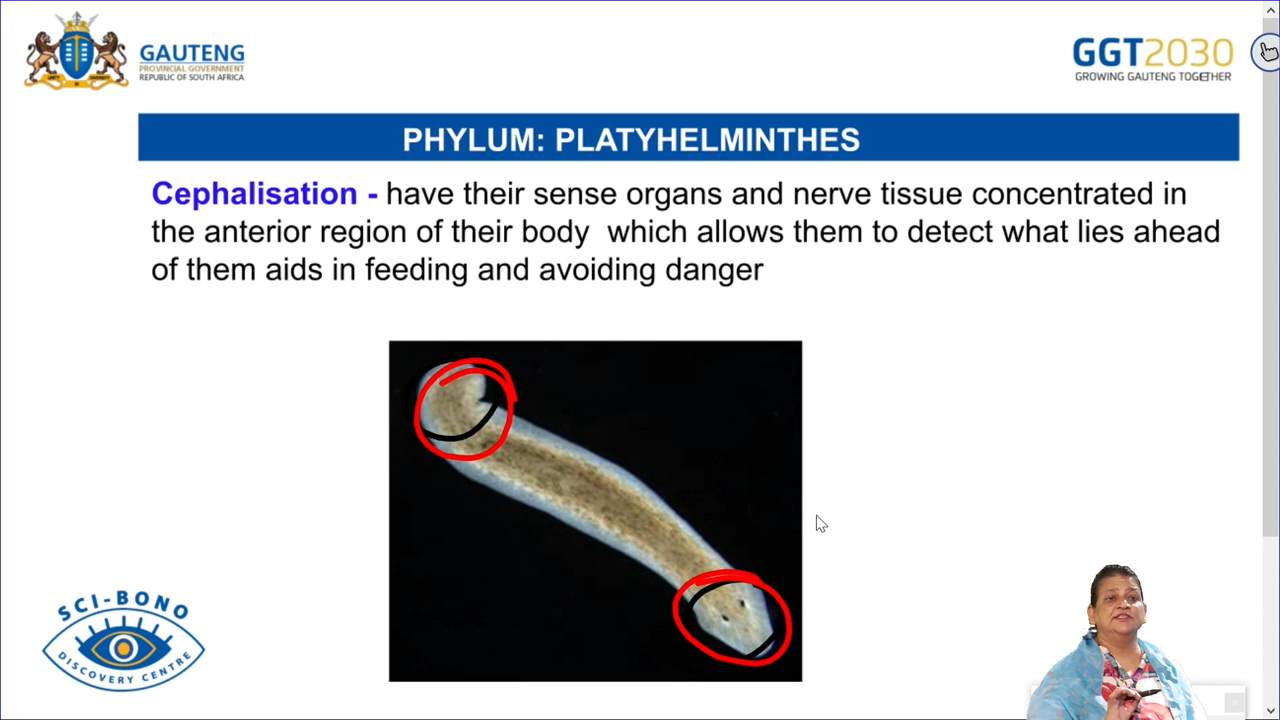 GAUTENG
PROVINCIAL GOVERNMENT
REPUBLIC OF SOUTH AFRICA
GGT2030
GROWING GAUTENG TOGETHER
PHYLUM: PLATYHELMINTHES
Cephalisation - have their sense organs and nerve tissue concentrated in
the anterior region of their body which allows them to detect what lies ahead
of them aids in feeding and avoiding danger
SCI-BONO
DISCOVERY CENTRE